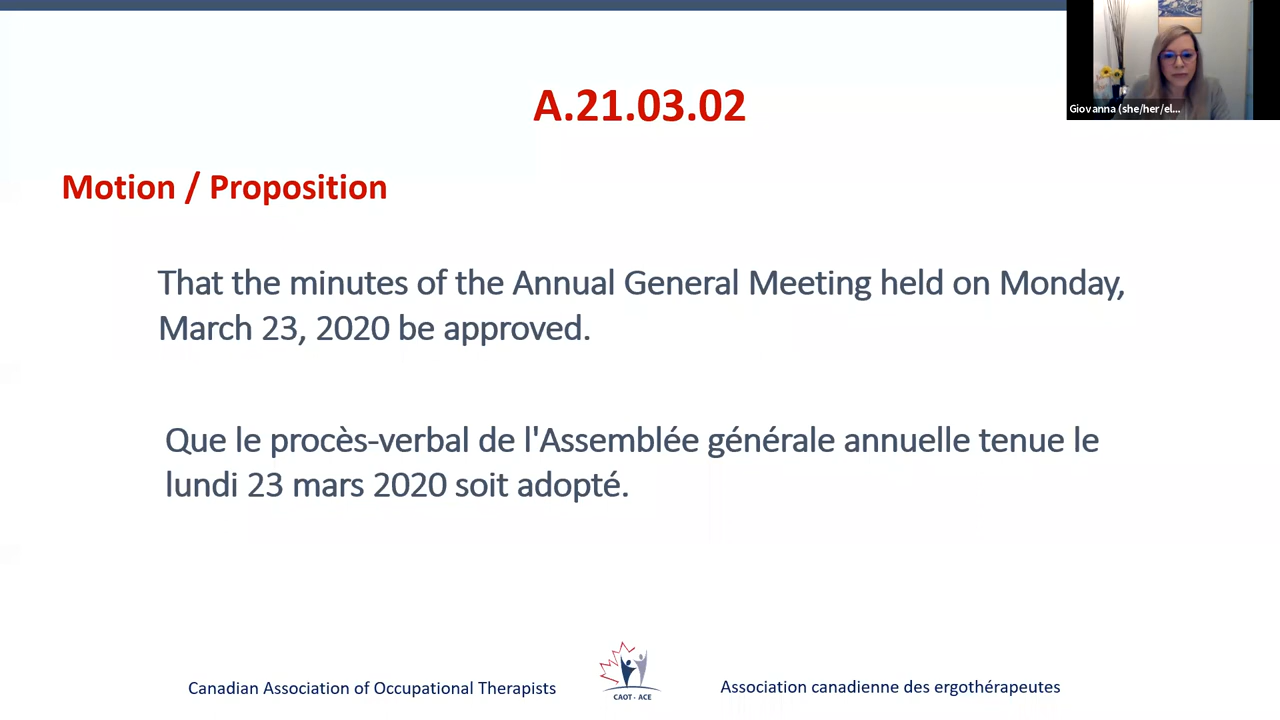 A.21.03.02
Giovanna (she/her/el...
Motion / Proposition
That the minutes of the Annual General Meeting held on Monday,
March 23, 2020 be approved.
Que le procès-verbal de l'Assemblée générale annuelle tenue le
lundi 23 mars 2020 soit adopté.
Canadian Association of Occupational Therapists
CAOT - ACE
Association canadienne des ergothérapeutes